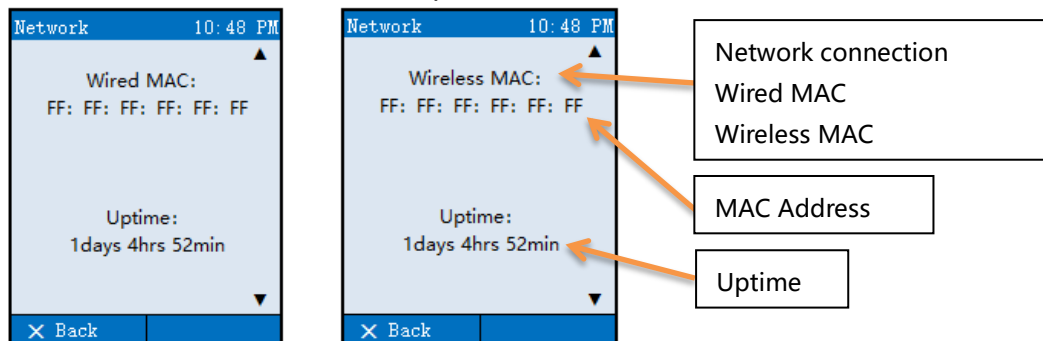 Network 10:48 PM
▲
Wired MAC:
FF: FF: FF: FF: FF: FF
Uptime:
1days 4hrs 52min
▼
× Back
Network 10:48 PM
▲
Wireless MAC:
FF: FF: FF: FF: FF: FF
Uptime:
1days 4hrs 52min
▼
× Back
Network connection
Wired MAC
Wireless MAC
MAC Address
Uptime